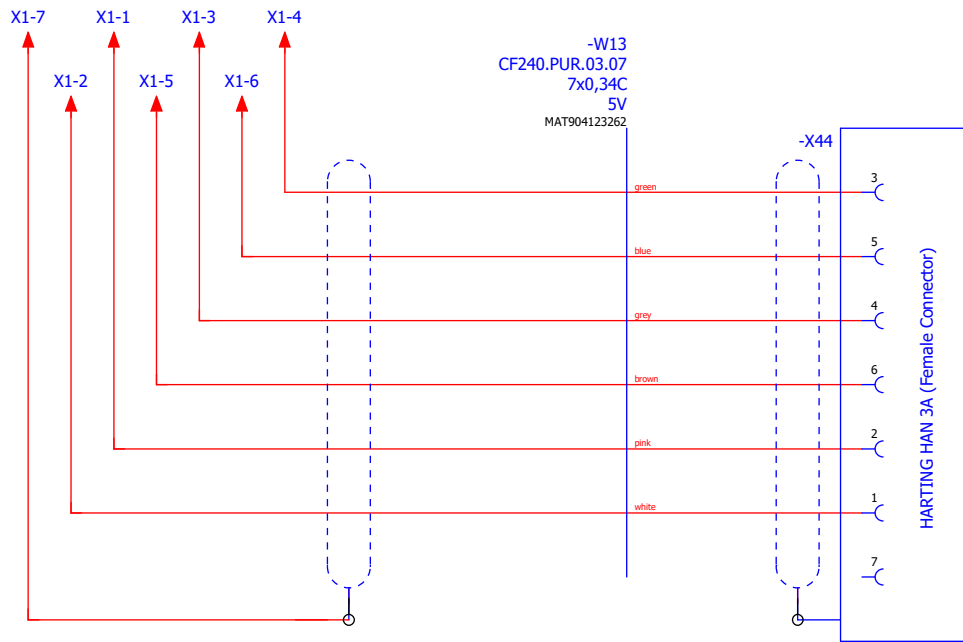 X1-7
X1-1
X1-3
X1-4
X1-2
X1-5
X1-6
-W13
CF240.PUR.03.07
7x0,34C
5V
MAT904123262
-X44
green
3
blue
5
grey
4
brown
6
pink
2
white
1
7
HARTING HAN 3A (Female Connector)